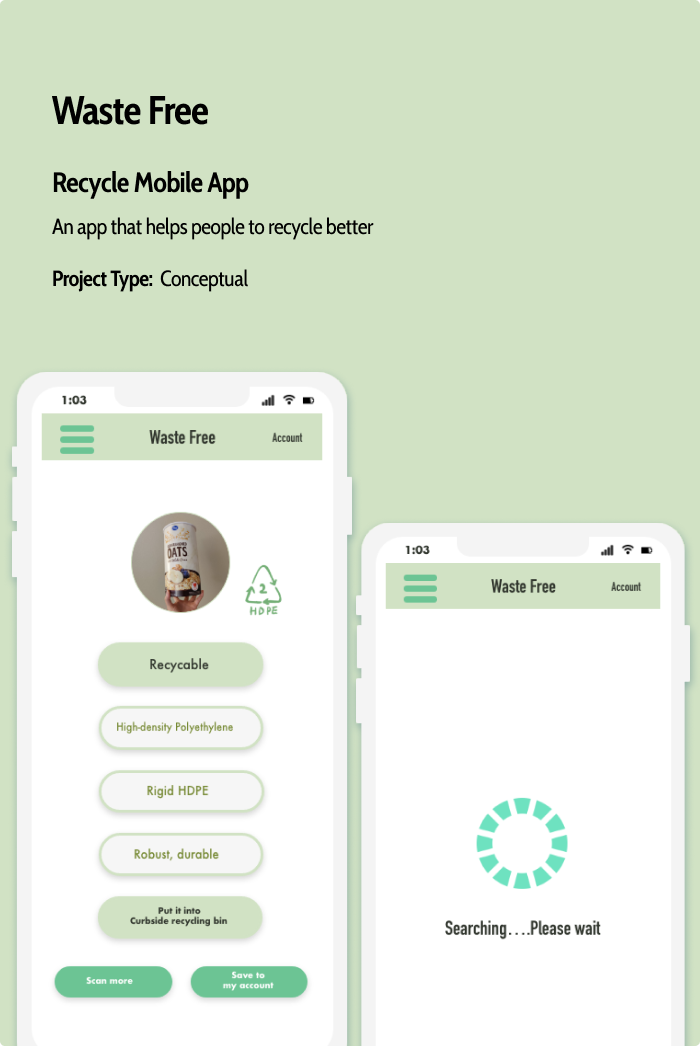 Waste Free
Recycle Mobile App
An app that helps people to recycle better
Project Type: Conceptual
1:03
Waste Free
Account
OATS
2
HDPE
Recycable
High-density Polyethylene
Rigid HDPE
Robust, durable
Put it into
Curbside recycling bin
Scan more
Save to
my account
1:03
Waste Free
Account
Searching....Please wait